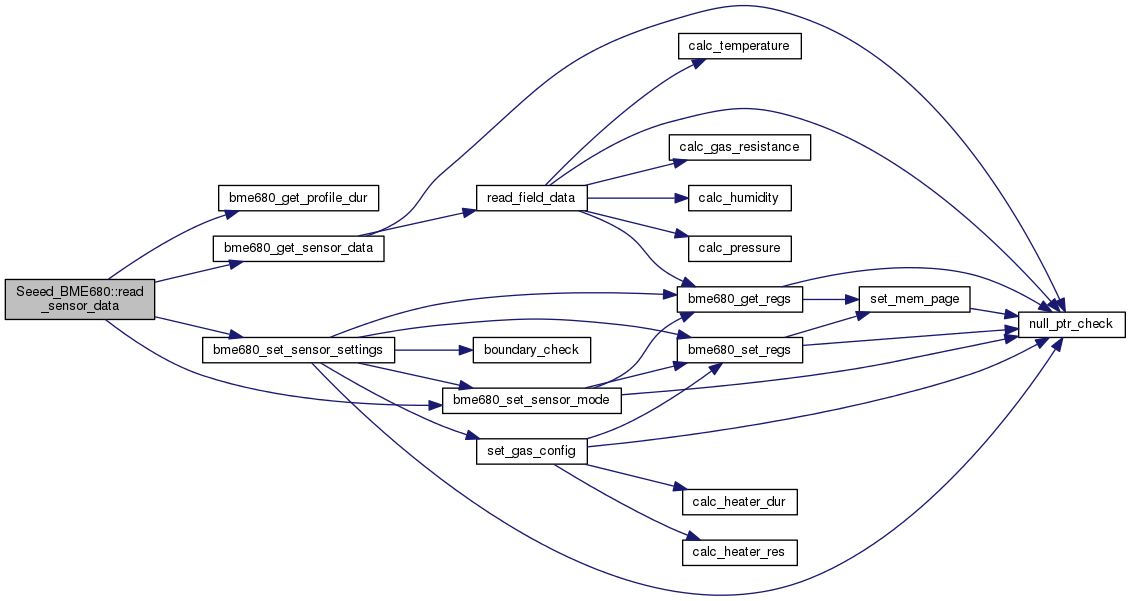 calc_temperature
calc_gas_resistance
bme680_get_profile_dur
read_field_data
calc_humidity
bme680_get_sensor_data
calc_pressure
Seeed_BME680::read
_sensor_data
bme680_get_regs
set_mem_page
null_ptr_check
bme680_set_sensor_settings
boundary_check
bme680_set_regs
bme680_set_sensor_mode
set_gas_config
calc_heater_dur
calc_heater_res